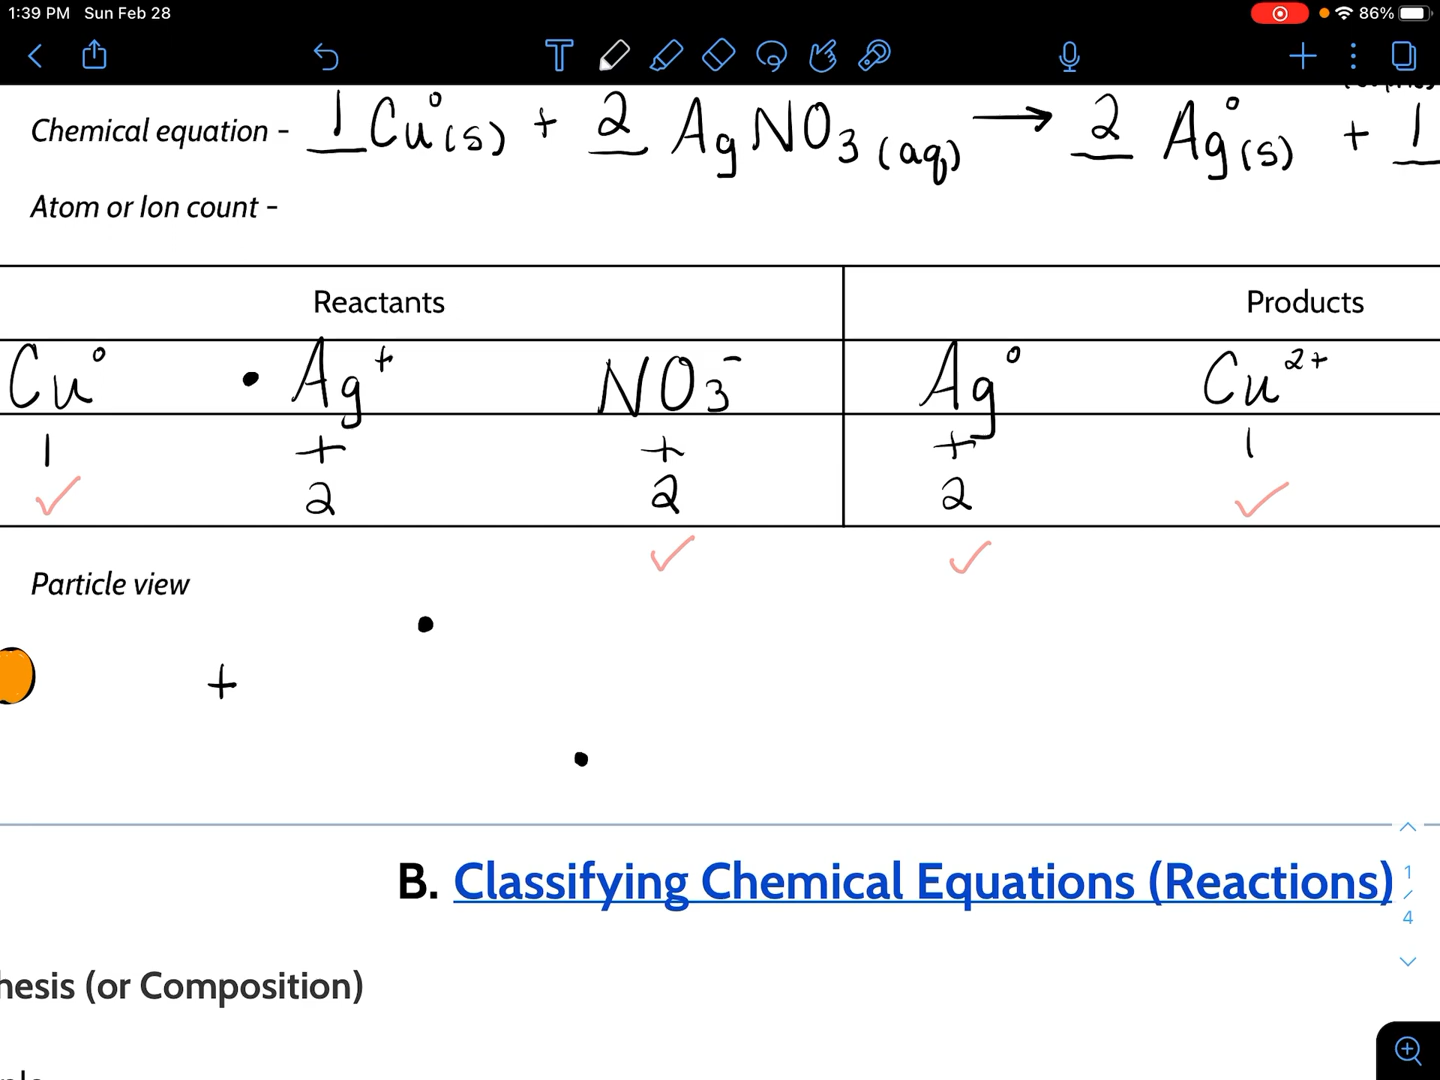 1:39 PM Sun Feb 28 86%
Chemical equation - 1 Cu°(s) + 2 AgNO3 (aq) → 2 Ag°(s) + 1
Atom or Ion count -
Reactants Products
Cu° • Ag+ NO3- Ag° Cu2+
1 + + + 1
✓ 2 2 2 ✓
✓ ✓
Particle view
+
B. Classifying Chemical Equations (Reactions)
1
/
4
hesis (or Composition)